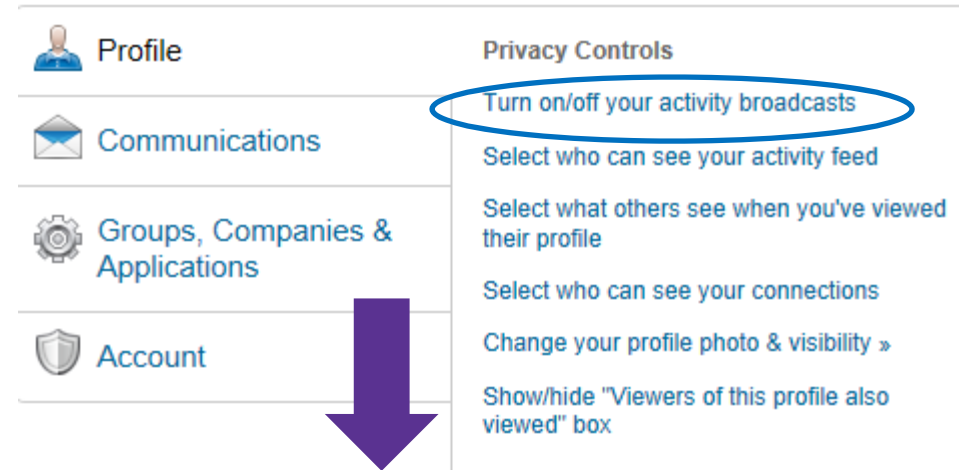 Profile
Communications
Groups, Companies &
Applications
Account
Privacy Controls
Turn on/off your activity broadcasts
Select who can see your activity feed
Select what others see when you've viewed
their profile
Select who can see your connections
Change your profile photo & visibility »
Show/hide "Viewers of this profile also
viewed" box